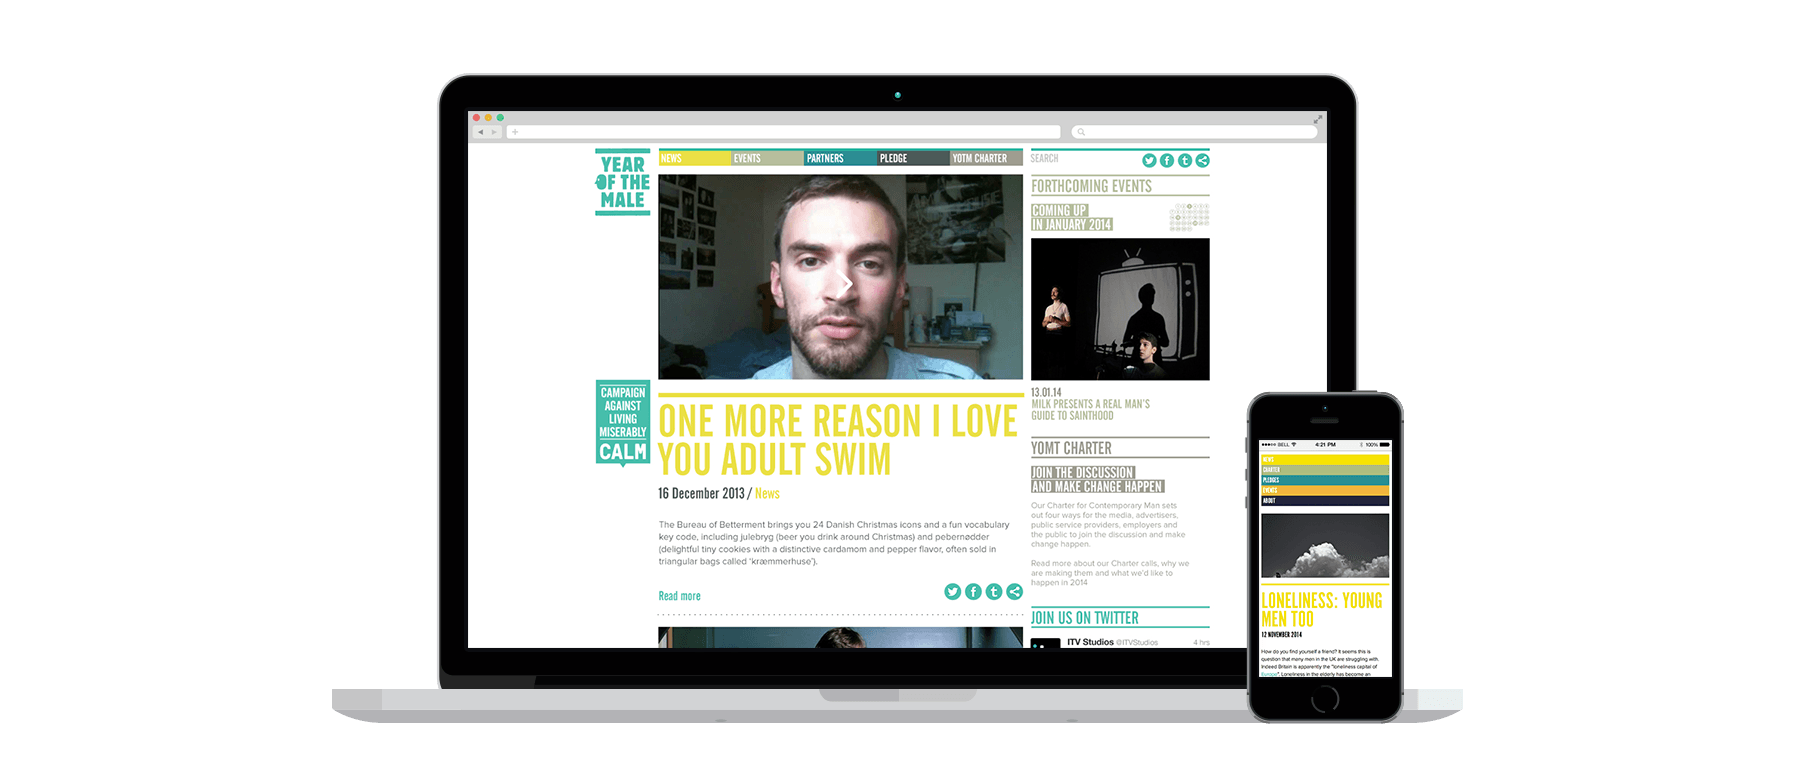 YEAR
OF THE
MALE
CAMPAIGN
AGAINST
LIVING
MISERABLY
CALM
NEWS
EVENTS
PARTNERS
PLEDGE
YOTM CHARTER
ONE MORE REASON I LOVE
YOU ADULT SWIM
16 December 2013 / News
The Bureau of Betterment brings you 24 Danish Christmas icons and a fun vocabulary
key code, including julebryg (beer you drink around Christmas) and pebernødder
(delightful tiny cookies with a distinctive cardamom and pepper flavor, often sold in
triangular bags called ‘kræmmerhuse’).
Read more
SEARCH
FORTHCOMING EVENTS
COMING UP
IN JANUARY 2014
13.01.14
MILK PRESENTS A REAL MAN'S
GUIDE TO SAINTHOOD
YOMT CHARTER
JOIN THE DISCUSSION
AND MAKE CHANGE HAPPEN
Our Charter for Contemporary Man sets
out four ways for the media, advertisers,
public service providers, employers and
the public to join the discussion and make
change happen.
Read more about our Charter calls, why we
are making them and what we'd like to
happen in 2014
JOIN US ON TWITTER
ITV Studios @ITVStudios 4 hrs
BELL 4:21 PM 100%
NEWS
CHARTER
PLEDGES
EVENTS
ABOUT
LONELINESS: YOUNG
MEN TOO
12 NOVEMBER 2014
How do you find yourself a friend? It seems this is
question that many men in the UK are struggling with.
Indeed Britain is apparently the "loneliness capital of
Europe". Loneliness in the elderly has become an